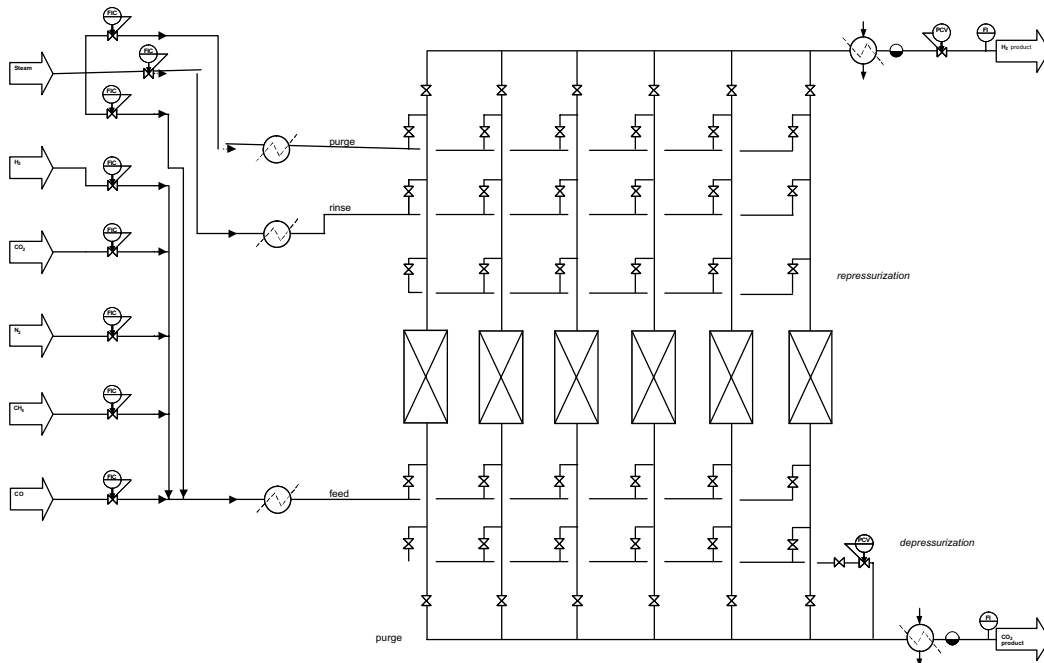 FIC
FIC
PCV
FI
H₂ product
Steam
FIC
purge
H₂
FIC
rinse
CO₂
FIC
repressurization
N₂
FIC
CH₄
FIC
CO
FIC
feed
depressurization
PCV
purge
FI
CO₂
product